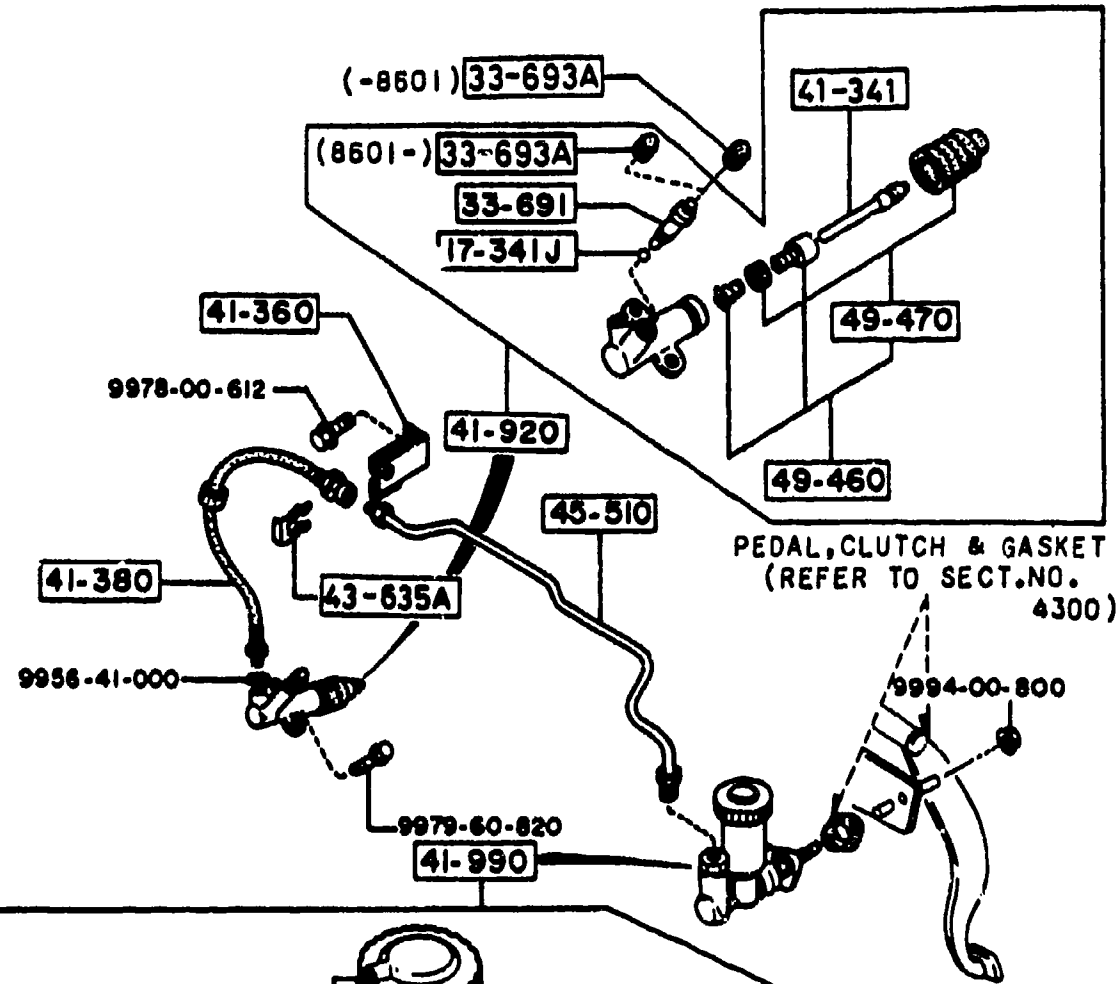 (-8601) 33-693A
41-341
(8601-) 33-693A
33-691
17-341J
41-360
49-470
9978-00-612
41-920
49-460
45-510
PEDAL,CLUTCH & GASKET
(REFER TO SECT.NO.
4300)
41-380
43-635A
9956-41-000
9994-00-800
9979-60-820
41-990